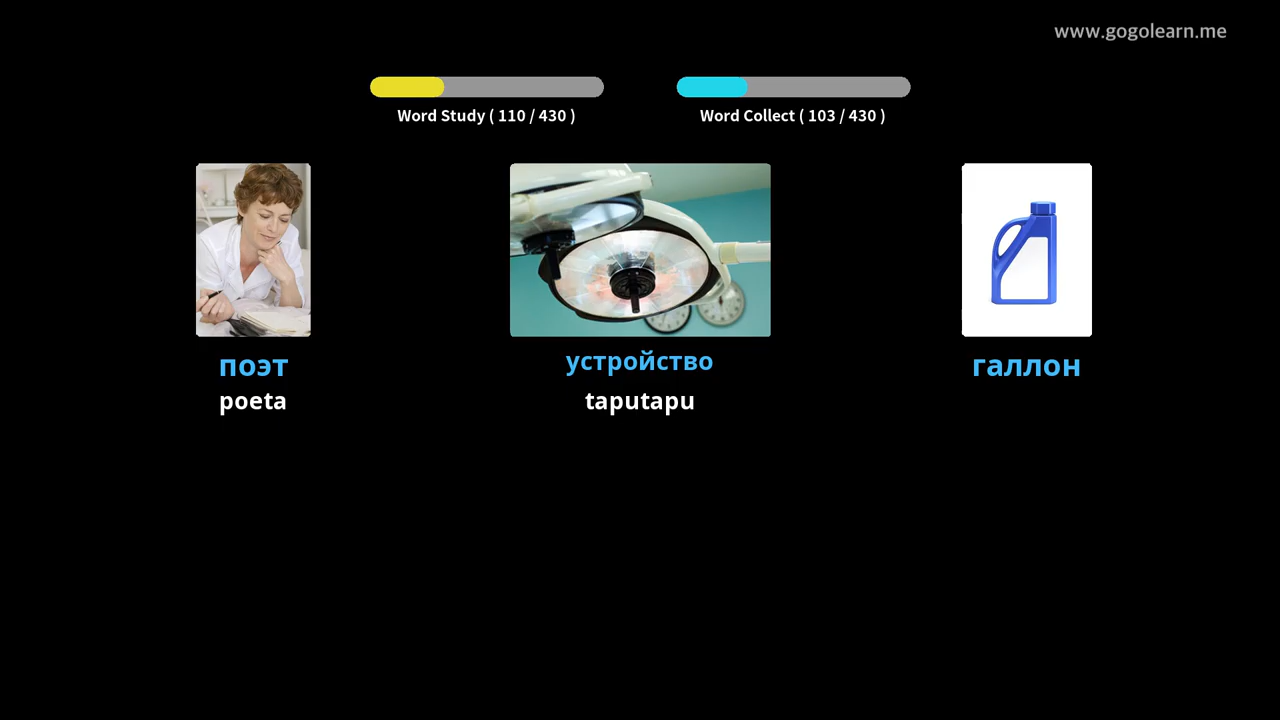 www.gogolearn.me
Word Study ( 110 / 430 )
Word Collect ( 103 / 430 )
поэт
poeta
устройство
taputapu
галлон